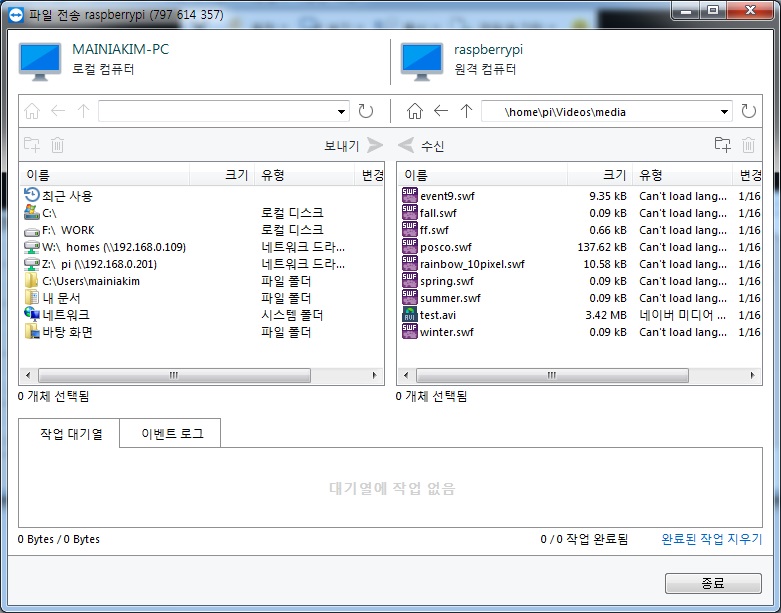 파일 전송 raspberrypi (797 614 357)
MAINIAKIM-PC
로컬 컴퓨터
raspberrypi
원격 컴퓨터
\home\pi\Videos\media
보내기
수신
이름 크기 유형 변경
최근 사용
C:\ 로컬 디스크
F:\ WORK 로컬 디스크
W:\ homes (\\192.168.0.109) 네트워크 드라...
Z:\ pi (\\192.168.0.201) 네트워크 드라...
C:\Users\mainiakim 파일 폴더
내 문서 파일 폴더
네트워크 시스템 폴더
바탕 화면 파일 폴더
이름 크기 유형 변경
event9.swf 9.35 kB Can't load lang... 1/16
fall.swf 0.09 kB Can't load lang... 1/16
ff.swf 0.66 kB Can't load lang... 1/16
posco.swf 137.62 kB Can't load lang... 1/16
rainbow_10pixel.swf 10.58 kB Can't load lang... 1/16
spring.swf 0.09 kB Can't load lang... 1/16
summer.swf 0.09 kB Can't load lang... 1/16
test.avi 3.42 MB 네이버 미디어 ... 1/16
winter.swf 0.09 kB Can't load lang... 1/16
0 개체 선택됨
0 개체 선택됨
작업 대기열
이벤트 로그
대기열에 작업 없음
0 Bytes / 0 Bytes
0 / 0 작업 완료됨
완료된 작업 지우기
종료